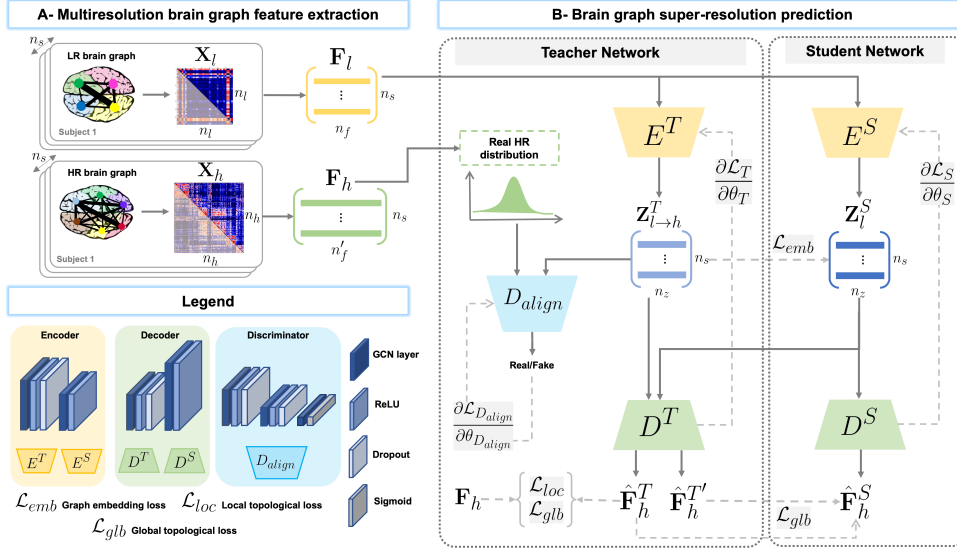 A- Multiresolution brain graph feature extraction
n_s
LR brain graph
Subject 1
X_l
n_l
n_l
F_l
n_s
n_f
n_s
HR brain graph
Subject 1
X_h
n_h
n_h
F_h
n_s
n'_f
Legend
Encoder
Decoder
Discriminator
E^T
E^S
D^T
D^S
D_align
GCN layer
ReLU
Dropout
Sigmoid
ℒ_emb Graph embedding loss
ℒ_loc Local topological loss
ℒ_glb Global topological loss
B- Brain graph super-resolution prediction
Teacher Network
Student Network
Real HR
distribution
E^T
E^S
∂ℒ_T
∂θ_T
∂ℒ_S
∂θ_S
Z^T_{l→h}
n_s
n_z
ℒ_emb
Z^S_l
n_s
n_z
D_align
Real/Fake
∂ℒ_{D_align}
∂θ_{D_align}
D^T
D^S
F_h
ℒ_loc
ℒ_glb
F̂^T_h
F̂^{T'}_h
ℒ_glb
F̂^S_h